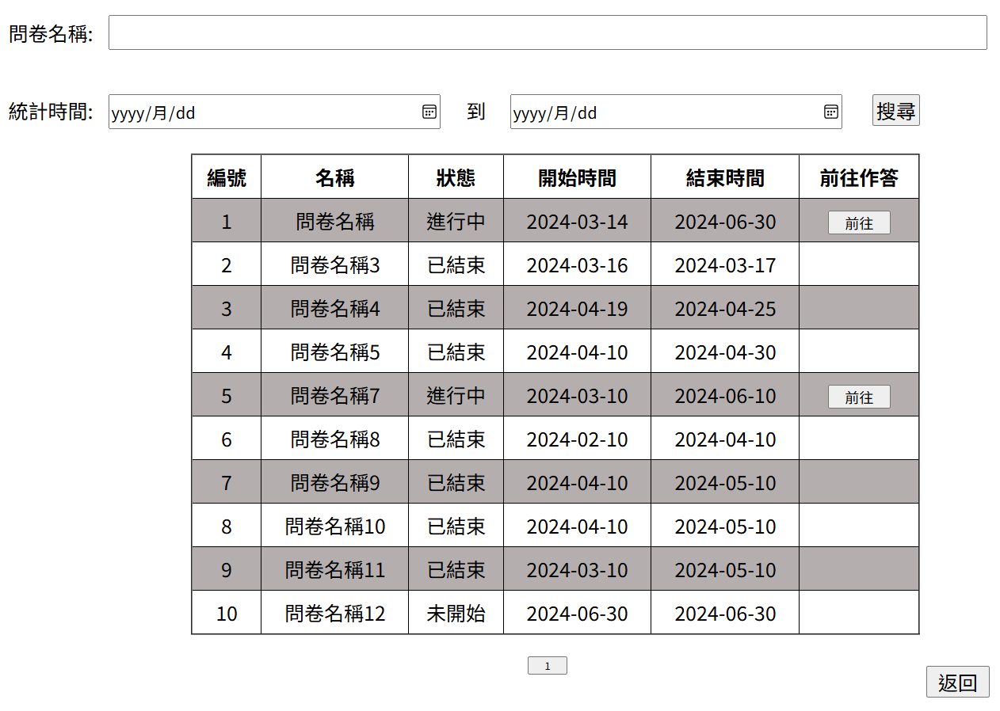 問卷名稱:
統計時間: yyyy/月/dd 到 yyyy/月/dd 搜尋
編號 名稱 狀態 開始時間 結束時間 前往作答
1 問卷名稱 進行中 2024-03-14 2024-06-30 前往
2 問卷名稱3 已結束 2024-03-16 2024-03-17
3 問卷名稱4 已結束 2024-04-19 2024-04-25
4 問卷名稱5 已結束 2024-04-10 2024-04-30
5 問卷名稱7 進行中 2024-03-10 2024-06-10 前往
6 問卷名稱8 已結束 2024-02-10 2024-04-10
7 問卷名稱9 已結束 2024-04-10 2024-05-10
8 問卷名稱10 已結束 2024-04-10 2024-05-10
9 問卷名稱11 已結束 2024-03-10 2024-05-10
10 問卷名稱12 未開始 2024-06-30 2024-06-30
1
返回